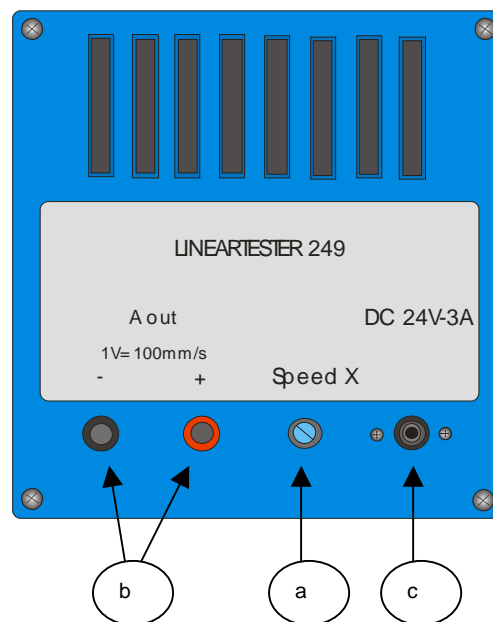 LINEARTESTER 249
A out DC 24V-3A
1V= 100mm/s
- + Speed X
b a c